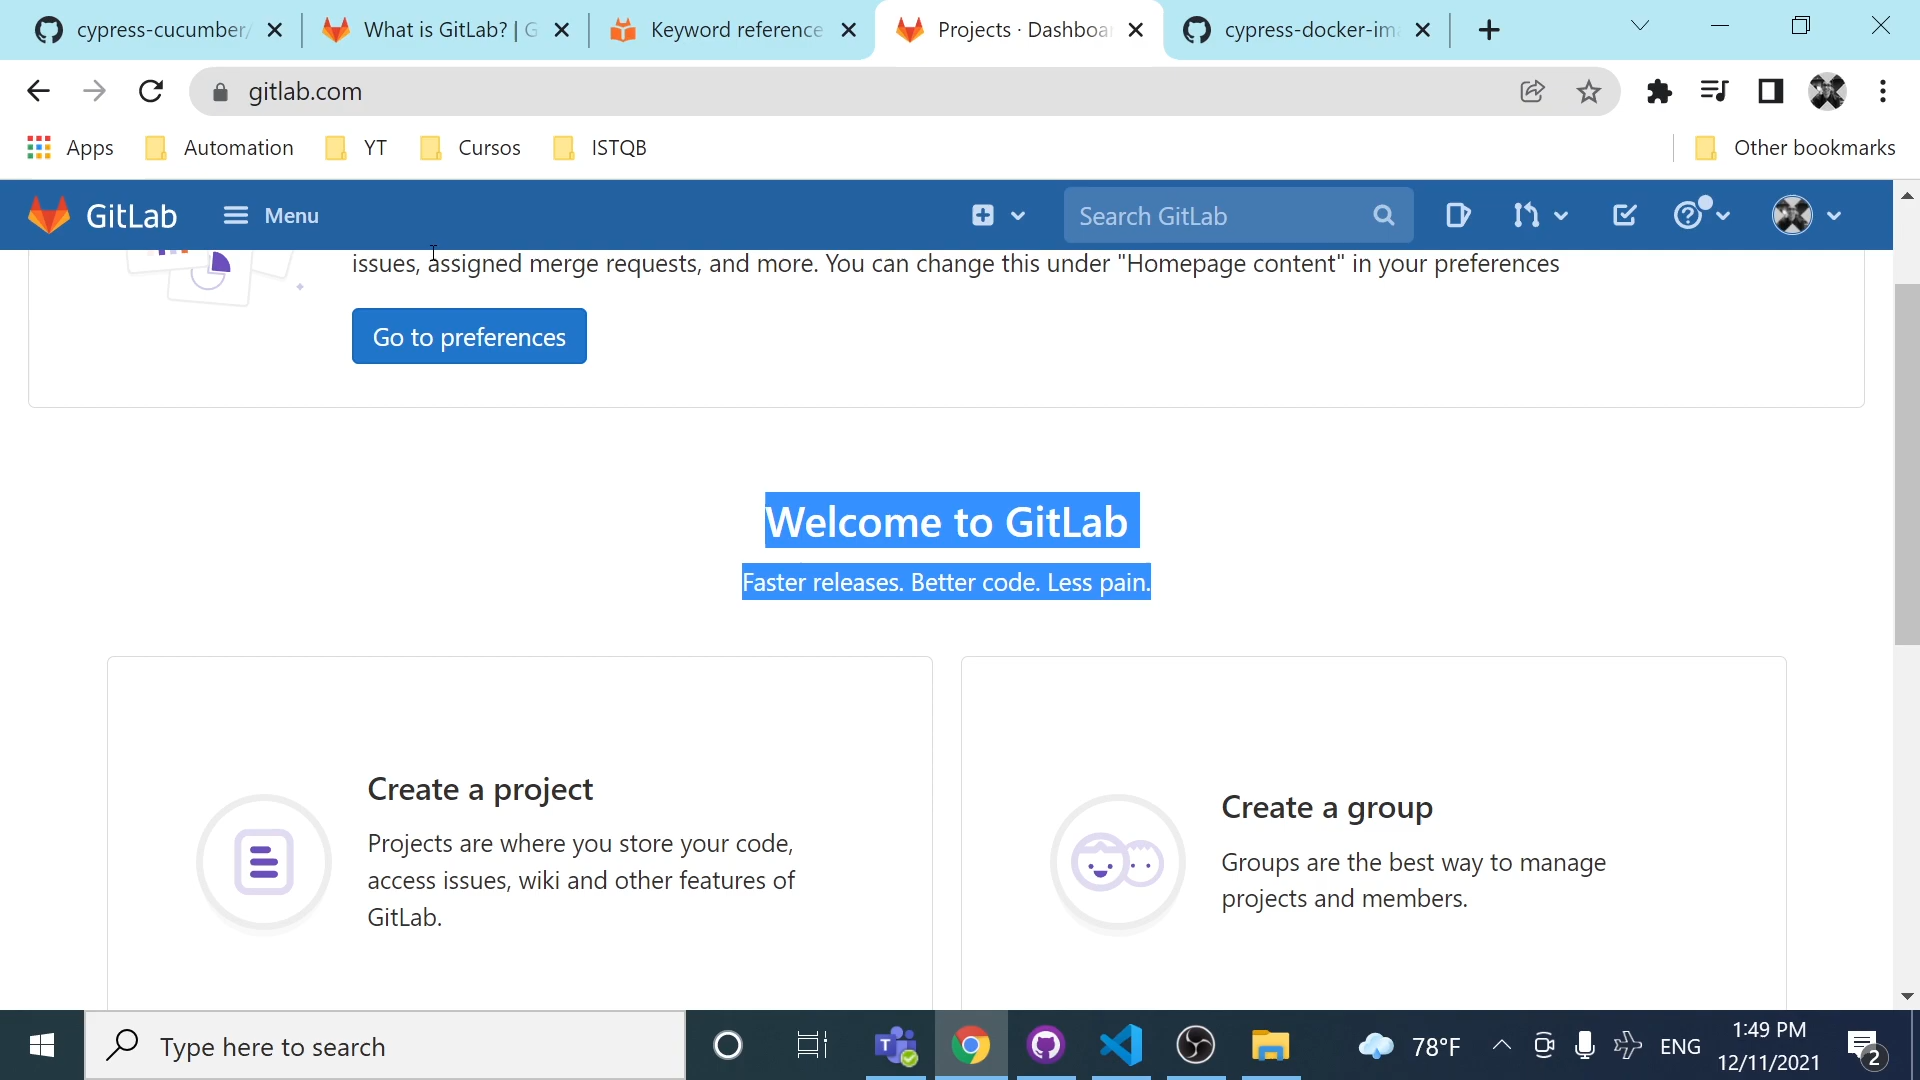 cypress-cucumber/
What is GitLab? | G
Keyword reference
Projects · Dashboar
cypress-docker-ima
gitlab.com
Apps
Automation
YT
Cursos
ISTQB
Other bookmarks
GitLab
Menu
Search GitLab
issues, assigned merge requests, and more. You can change this under "Homepage content" in your preferences
Go to preferences
Welcome to GitLab
Faster releases. Better code. Less pain.
Create a project
Projects are where you store your code,
access issues, wiki and other features of
GitLab.
Create a group
Groups are the best way to manage
projects and members.
Type here to search
T
78°F
ENG
1:49 PM
12/11/2021
2